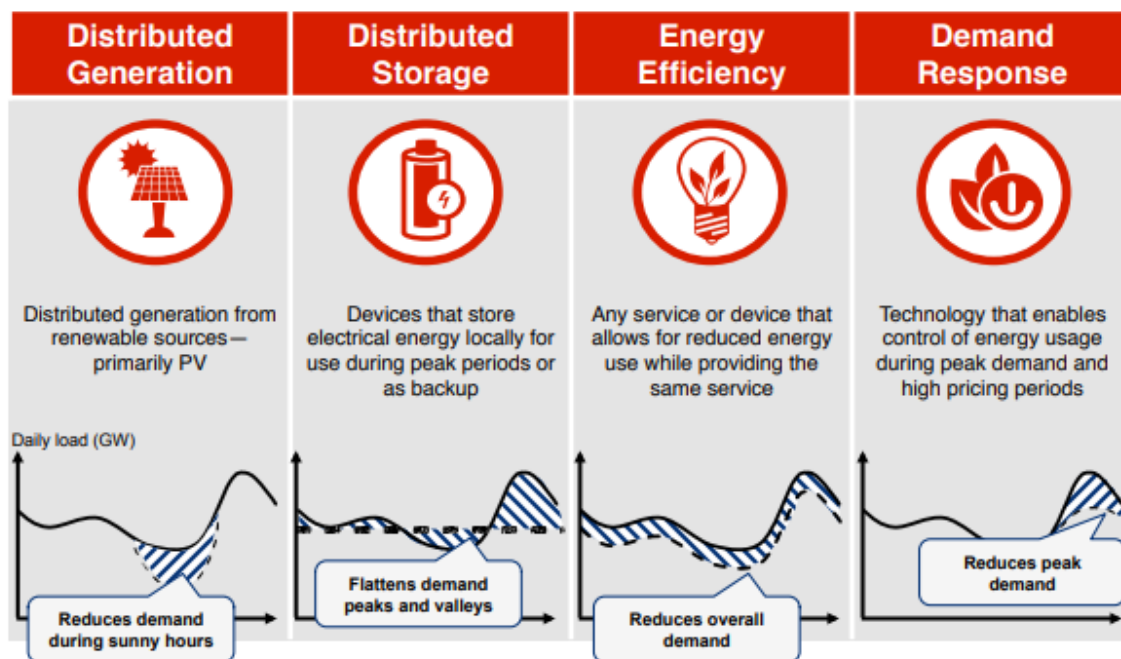 Distributed
Generation
Distributed
Storage
Energy
Efficiency
Demand
Response
Distributed generation from
renewable sources—
primarily PV
Devices that store
electrical energy locally for
use during peak periods or
as backup
Any service or device that
allows for reduced energy
use while providing the
same service
Technology that enables
control of energy usage
during peak demand and
high pricing periods
Daily load (GW)
Reduces demand
during sunny hours
Flattens demand
peaks and valleys
Reduces overall
demand
Reduces peak
demand